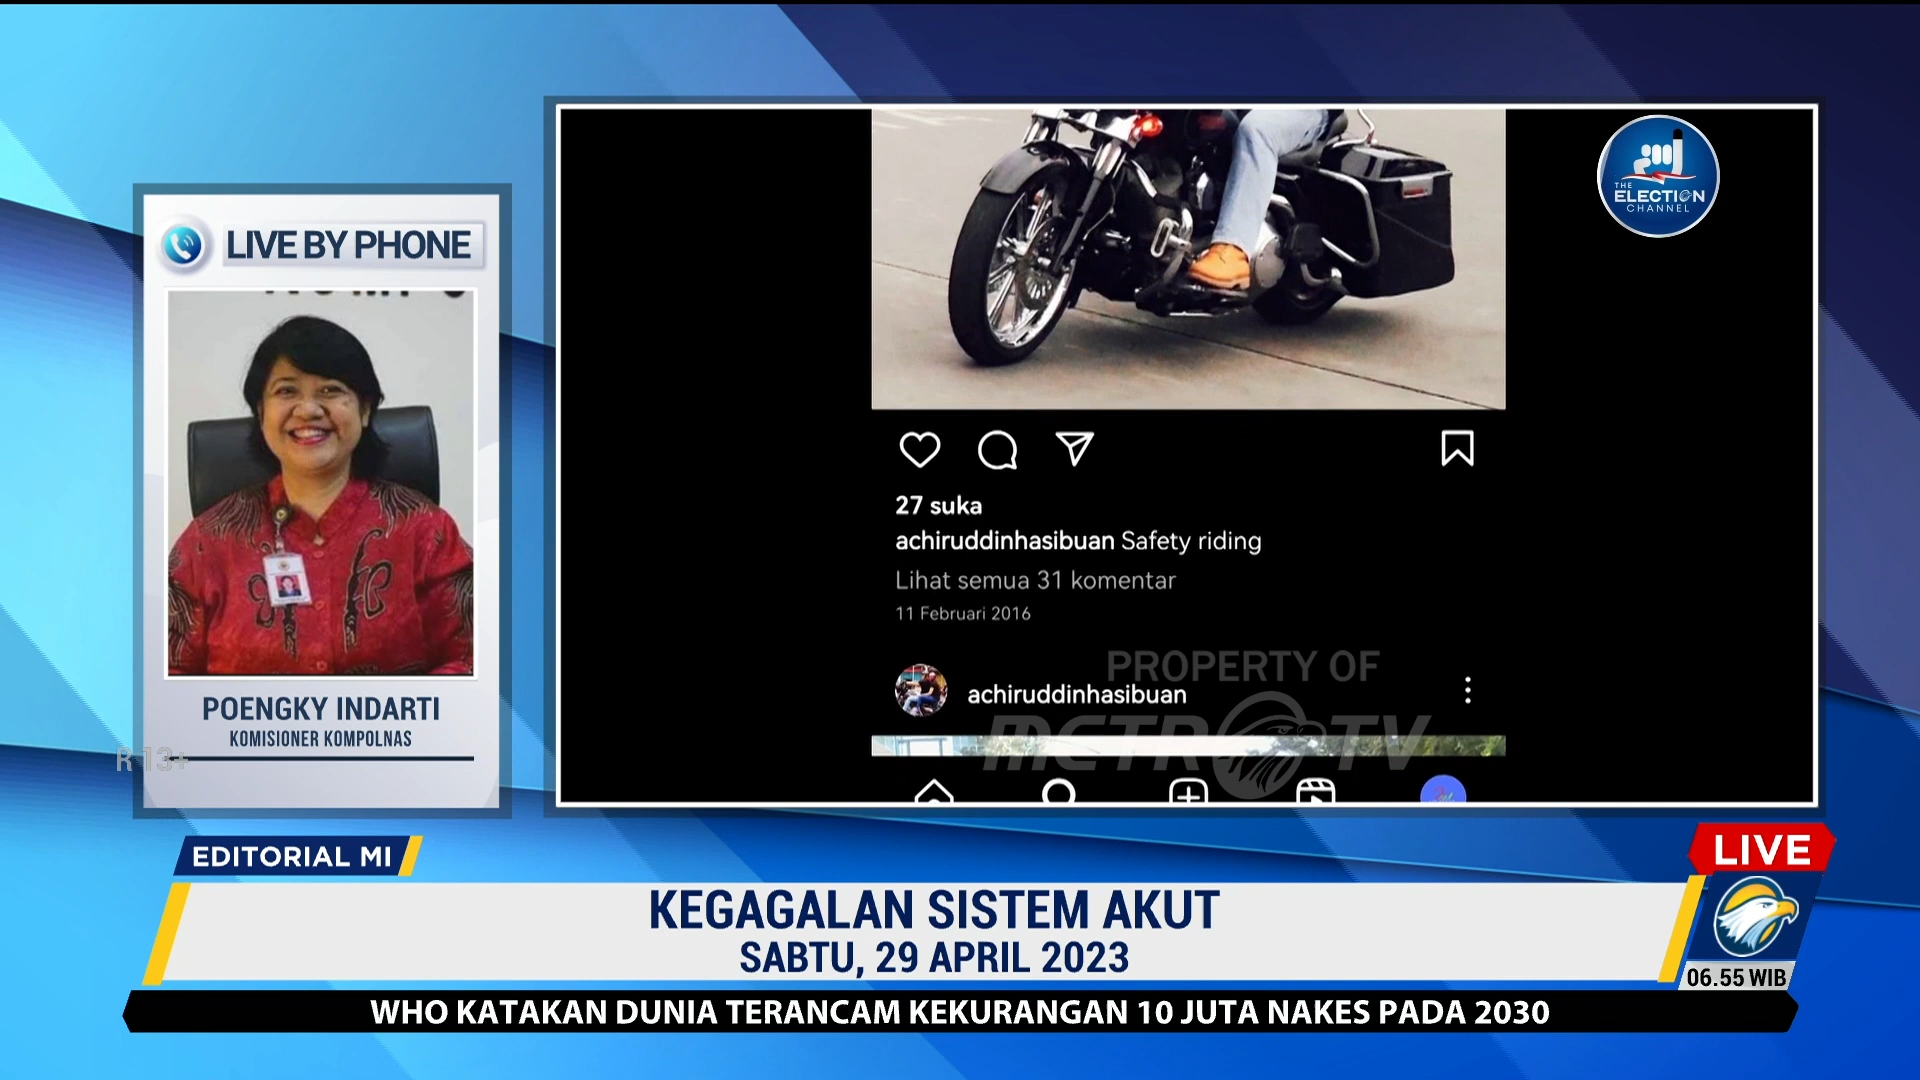 THE
ELECTION
CHANNEL
LIVE BY PHONE
POENGKY INDARTI
KOMISIONER KOMPOLNAS
R 13+
27 suka
achiruddinhasibuan Safety riding
Lihat semua 31 komentar
11 Februari 2016
achiruddinhasibuan
PROPERTY OF
METRO TV
EDITORIAL MI
LIVE
KEGAGALAN SISTEM AKUT
SABTU, 29 APRIL 2023
06.55 WIB
WHO KATAKAN DUNIA TERANCAM KEKURANGAN 10 JUTA NAKES PADA 2030